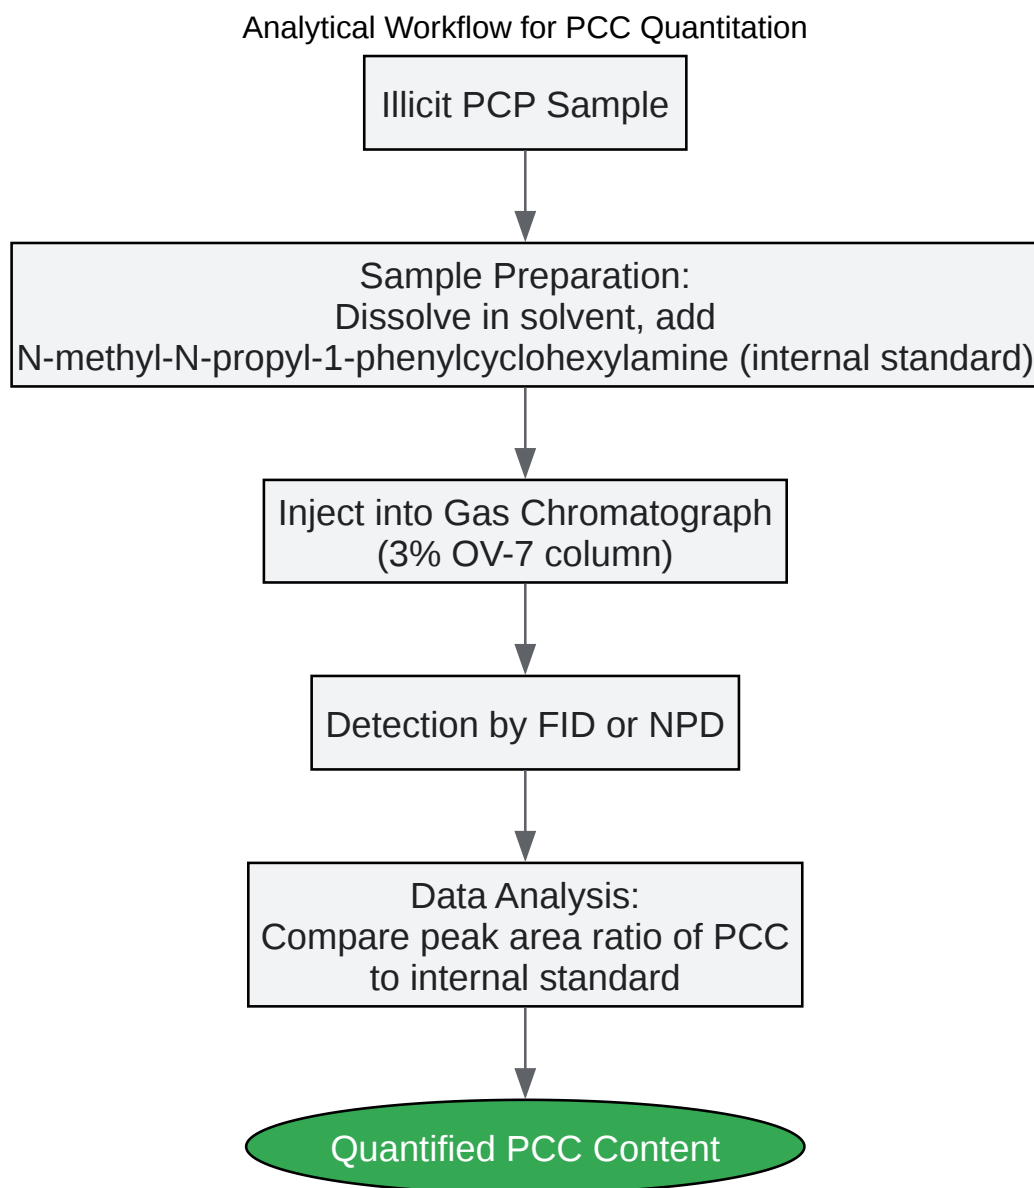 Analytical Workflow for PCC Quantitation
Illicit PCP Sample
Sample Preparation:
Dissolve in solvent, add
N-methyl-N-propyl-1-phenylcyclohexylamine (internal standard)
Inject into Gas Chromatograph
(3% OV-7 column)
Detection by FID or NPD
Data Analysis:
Compare peak area ratio of PCC
to internal standard
Quantified PCC Content